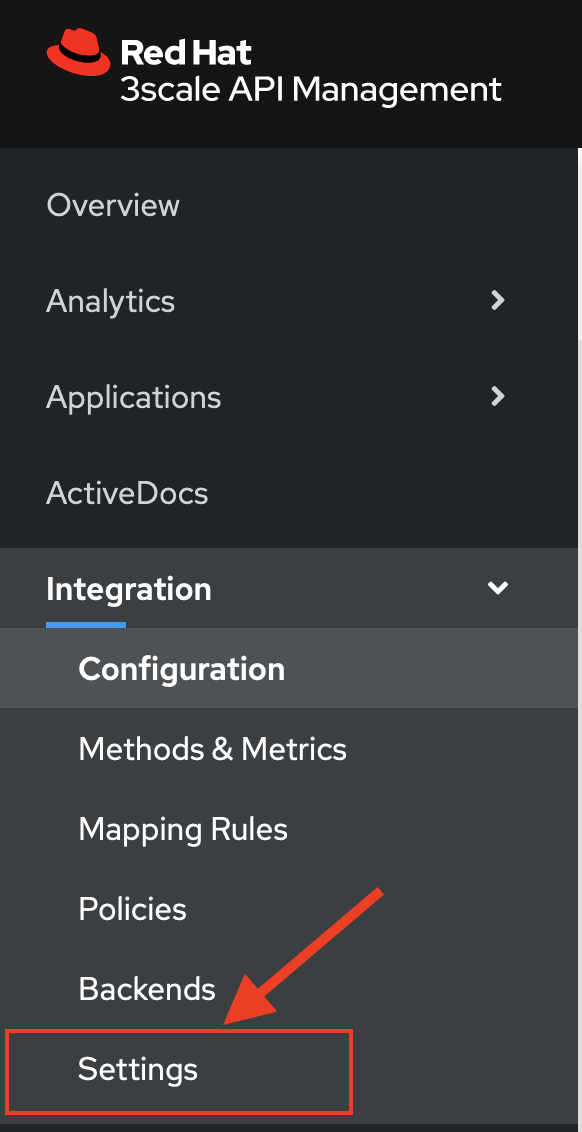 Red Hat
3scale API Management
Overview
Analytics
Applications
ActiveDocs
Integration
Configuration
Methods & Metrics
Mapping Rules
Policies
Backends
Settings